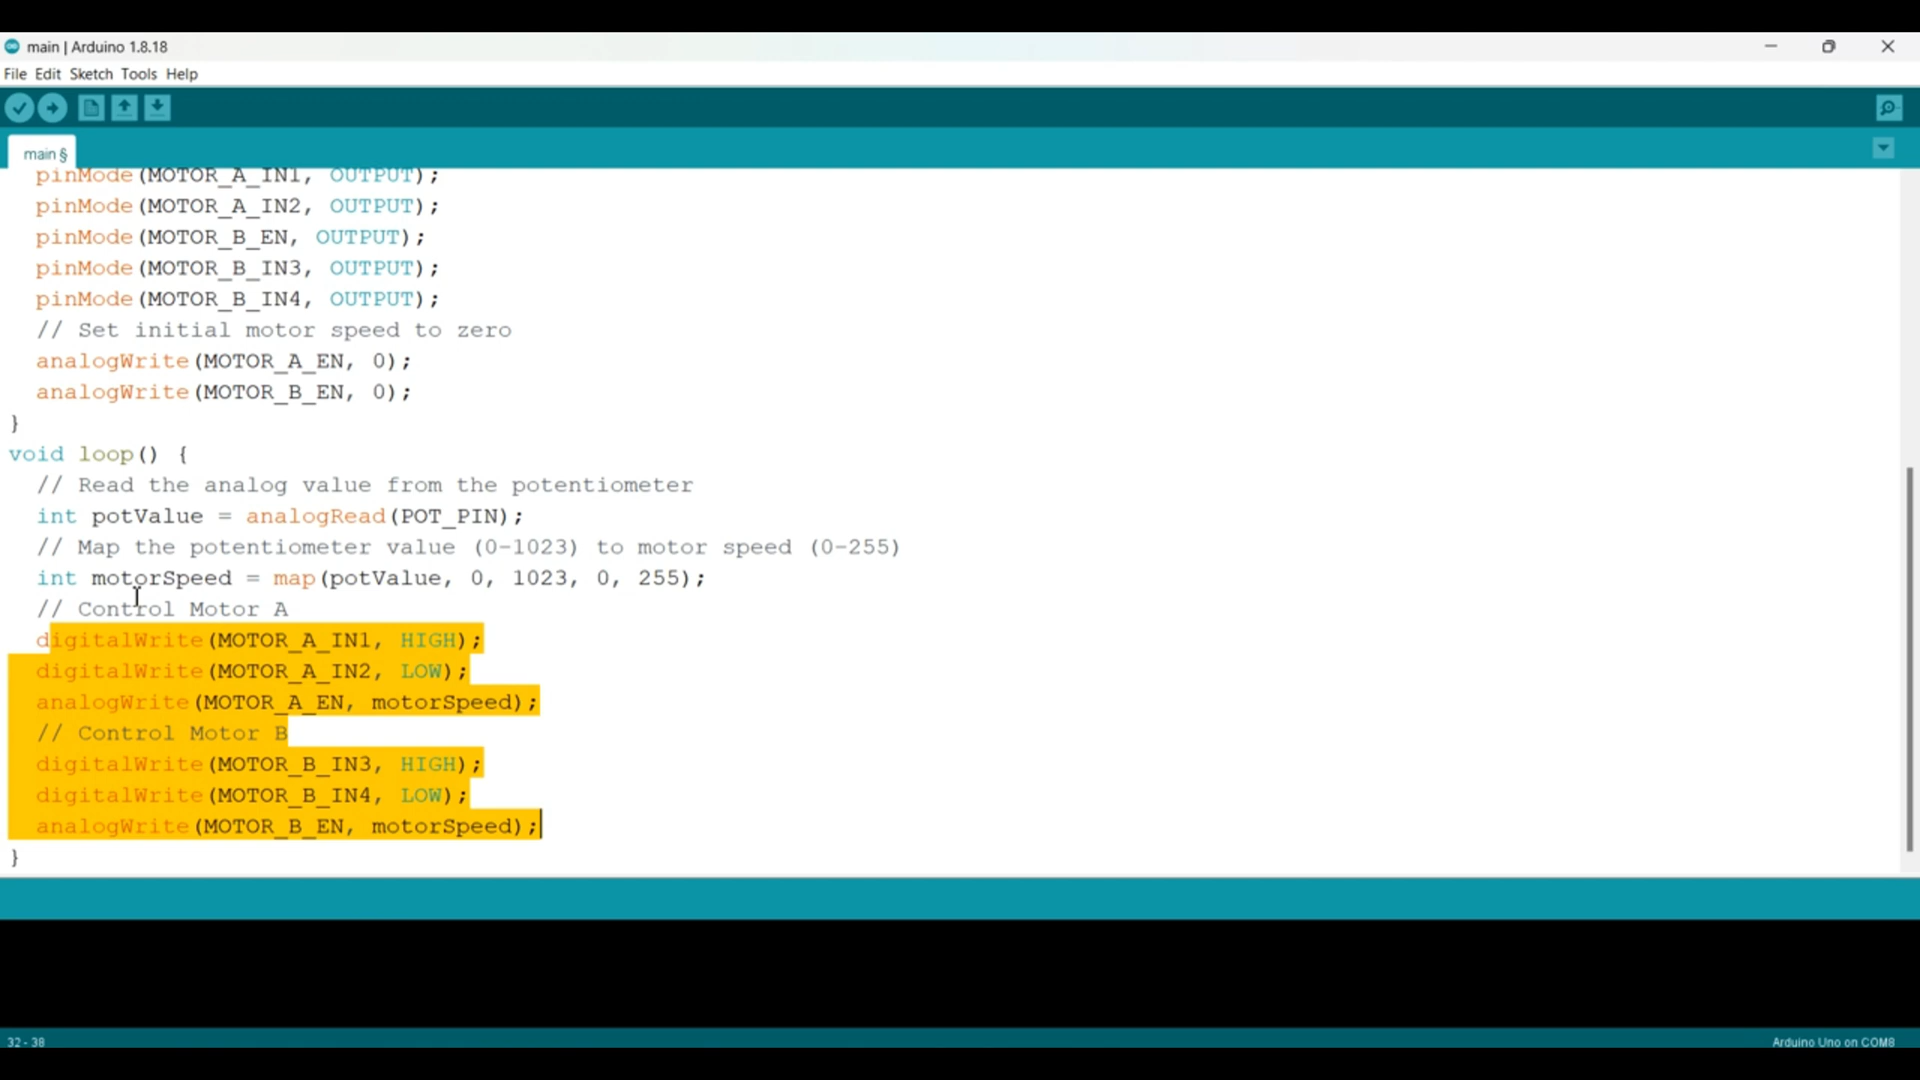 main | Arduino 1.8.18
File Edit Sketch Tools Help
main §
pinMode(MOTOR_A_IN1, OUTPUT);
pinMode(MOTOR_A_IN2, OUTPUT);
pinMode(MOTOR_B_EN, OUTPUT);
pinMode(MOTOR_B_IN3, OUTPUT);
pinMode(MOTOR_B_IN4, OUTPUT);
// Set initial motor speed to zero
analogWrite(MOTOR_A_EN, 0);
analogWrite(MOTOR_B_EN, 0);
}
void loop() {
// Read the analog value from the potentiometer
int potValue = analogRead(POT_PIN);
// Map the potentiometer value (0-1023) to motor speed (0-255)
int motorSpeed = map(potValue, 0, 1023, 0, 255);
// Control Motor A
digitalWrite(MOTOR_A_IN1, HIGH);
digitalWrite(MOTOR_A_IN2, LOW);
analogWrite(MOTOR_A_EN, motorSpeed);
// Control Motor B
digitalWrite(MOTOR_B_IN3, HIGH);
digitalWrite(MOTOR_B_IN4, LOW);
analogWrite(MOTOR_B_EN, motorSpeed);
}
32 - 38
Arduino Uno on COM8